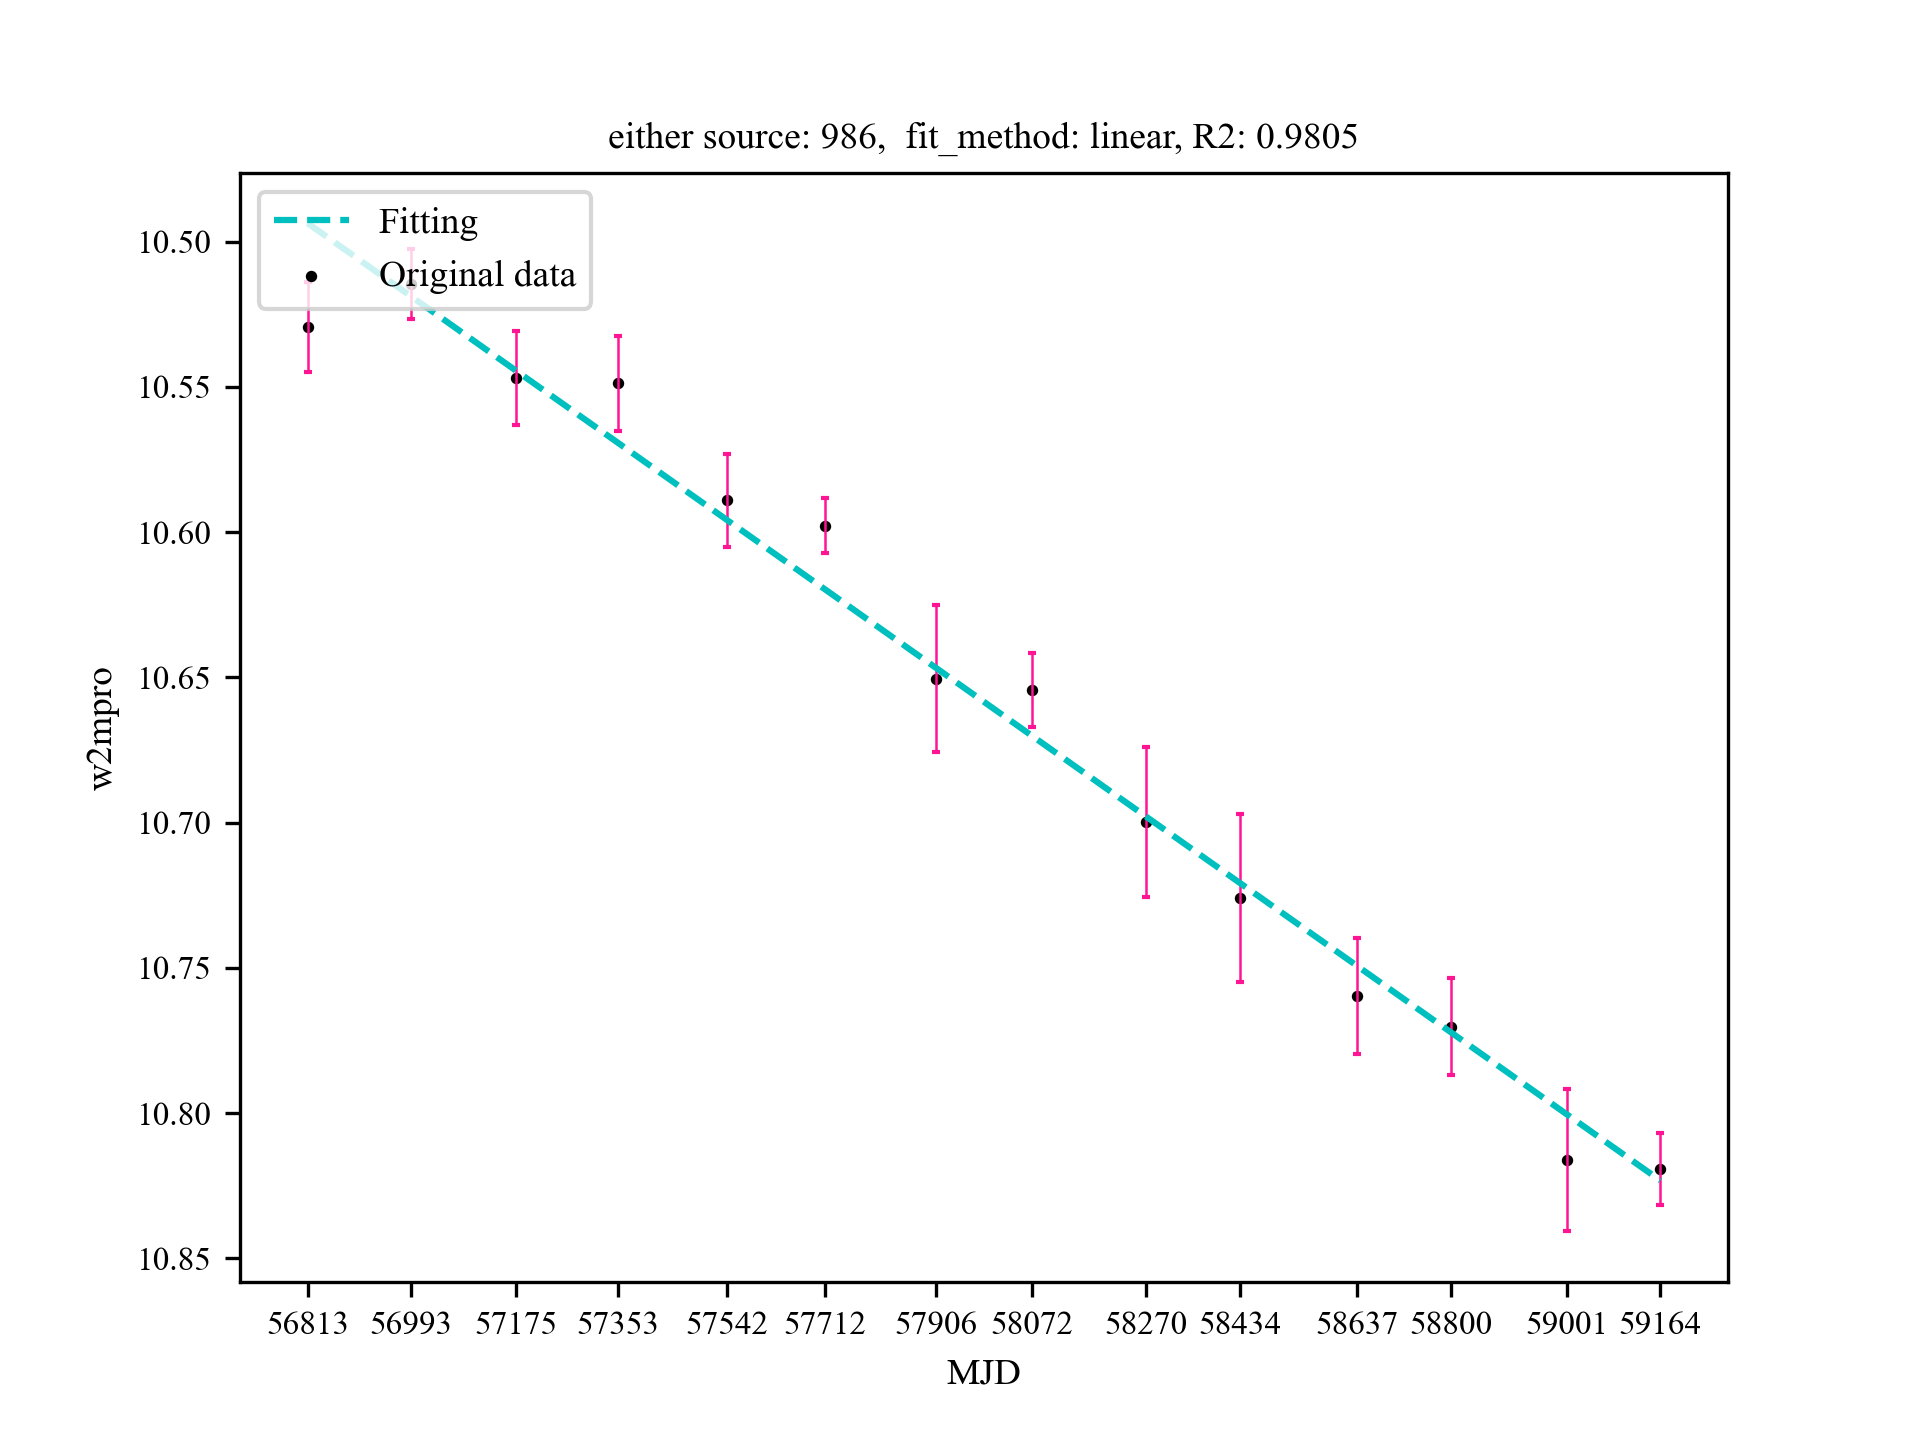 either source: 986,  fit_method: linear, R2: 0.9805
Fitting
Original data
10.50
10.55
10.60
10.65
10.70
10.75
10.80
10.85
w2mpro
56813 56993 57175 57353 57542 57712 57906 58072 58270 58434 58637 58800 59001 59164
MJD